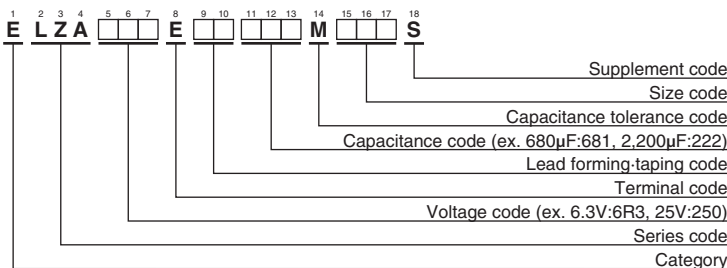 1 2 3 4 5 6 7 8 9 10 11 12 13 14 15 16 17 18
E L Z A E M S
Supplement code
Size code
Capacitance tolerance code
Capacitance code (ex. 680µF:681, 2,200µF:222)
Lead forming·taping code
Terminal code
Voltage code (ex. 6.3V:6R3, 25V:250)
Series code
Category